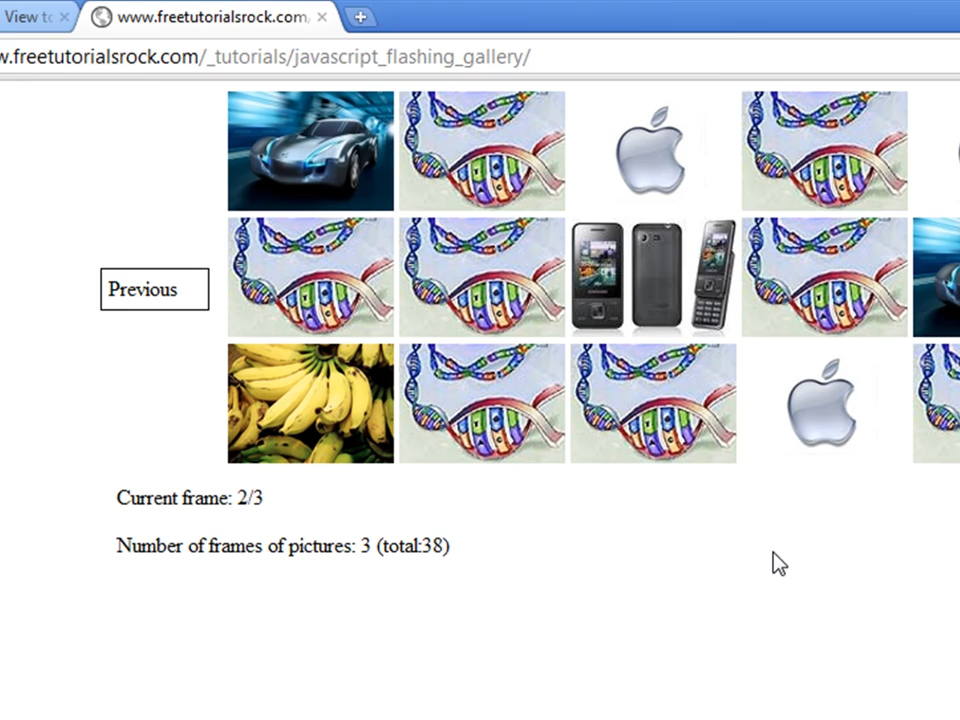 View to
www.freetutorialsrock.com
w.freetutorialsrock.com/_tutorials/javascript_flashing_gallery/
Previous
Current frame: 2/3
Number of frames of pictures: 3 (total:38)